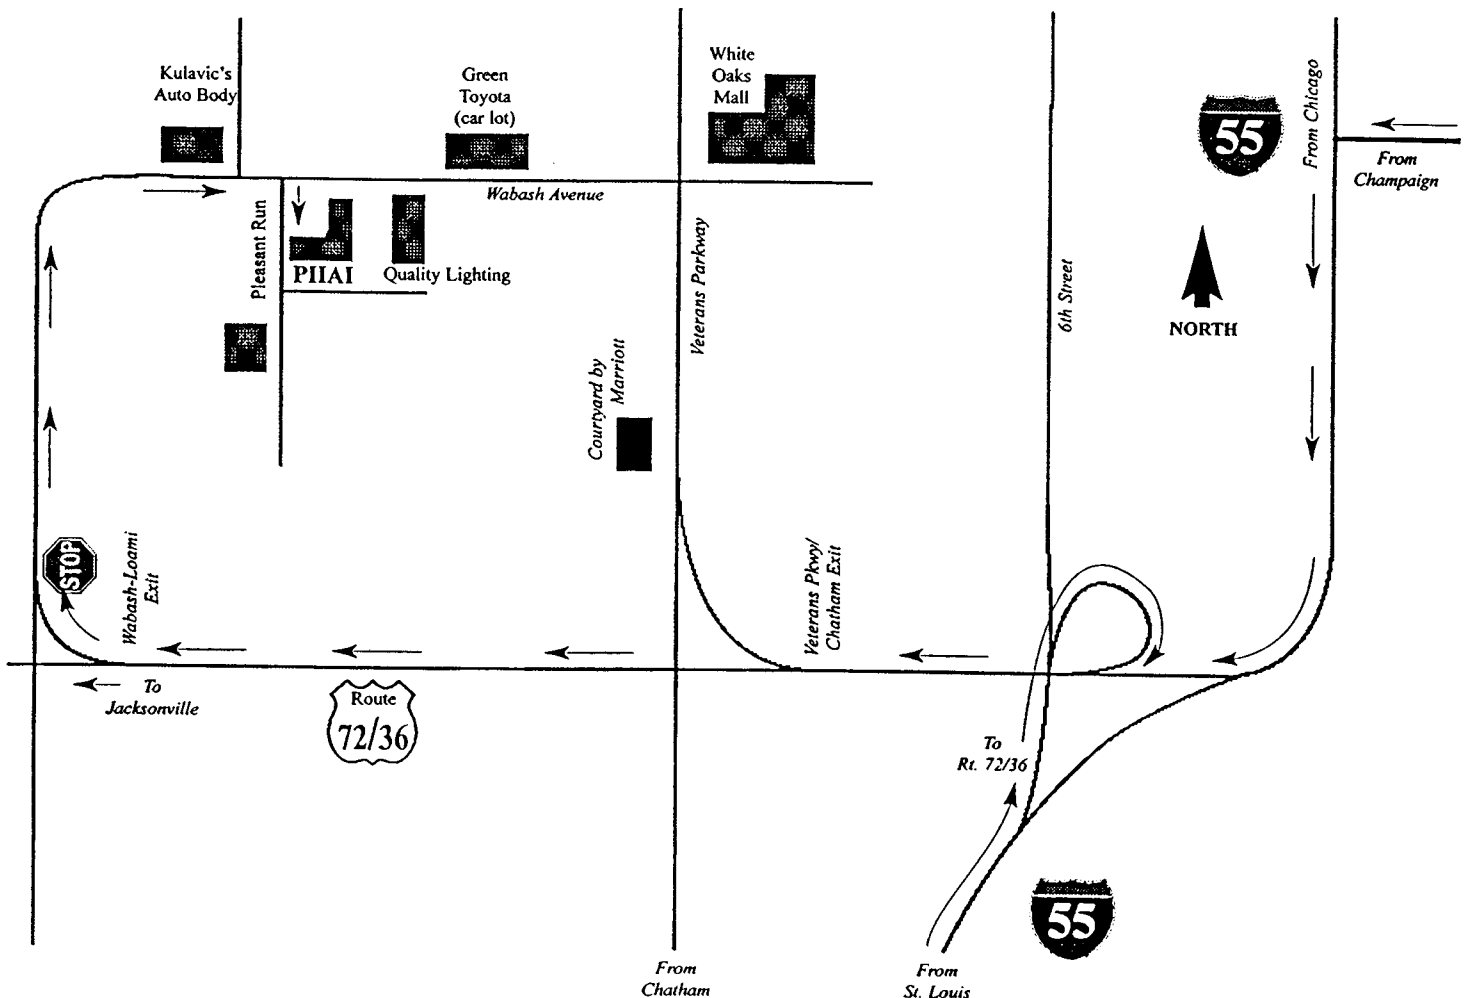 Kulavic's
Auto Body
Green
Toyota
(car lot)
White
Oaks
Mall
55
From Chicago
From
Champaign
Wabash Avenue
Pleasant Run
PIIAI
Quality Lighting
Veterans Parkway
6th Street
NORTH
Courtyard by
Marriott
STOP
Wabash-Loami
Exit
Veterans Pkwy/
Chatham Exit
To
Jacksonville
Route
72/36
To
Rt. 72/36
55
From
Chatham
From
St. Louis